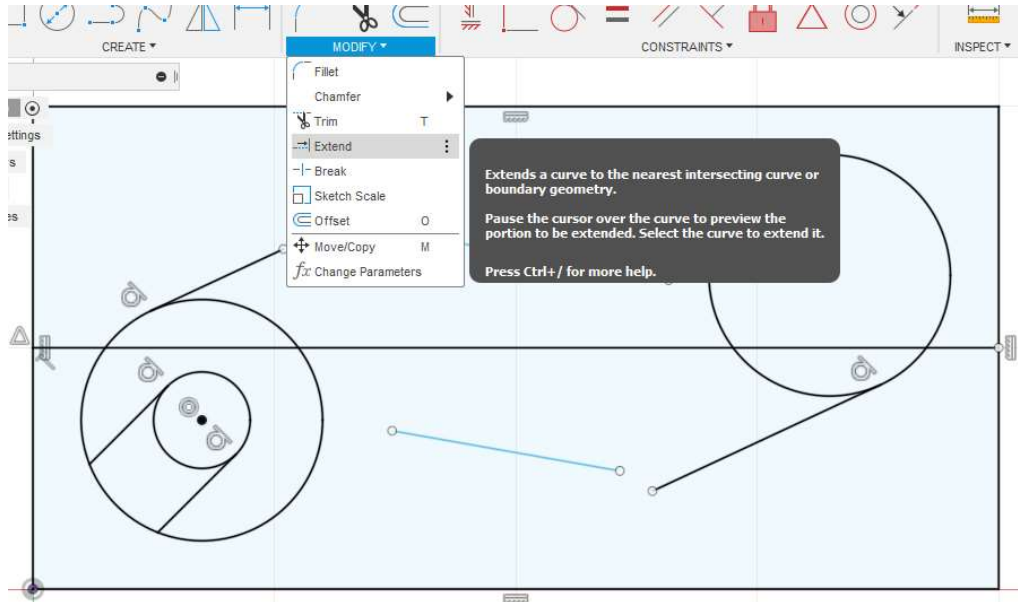 CREATE ▾
MODIFY ▾
CONSTRAINTS ▾
INSPECT ▾
Fillet
Chamfer
Trim T
Extend
Break
Sketch Scale
Offset O
Move/Copy M
fx Change Parameters
ettings
s
es
Extends a curve to the nearest intersecting curve or
boundary geometry.
Pause the cursor over the curve to preview the
portion to be extended. Select the curve to extend it.
Press Ctrl+/ for more help.